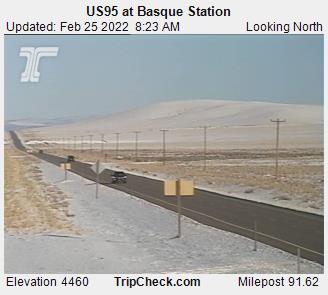 US95 at Basque Station
Updated: Feb 25 2022 8:23 AM Looking North
Elevation 4460 TripCheck.com Milepost 91.62